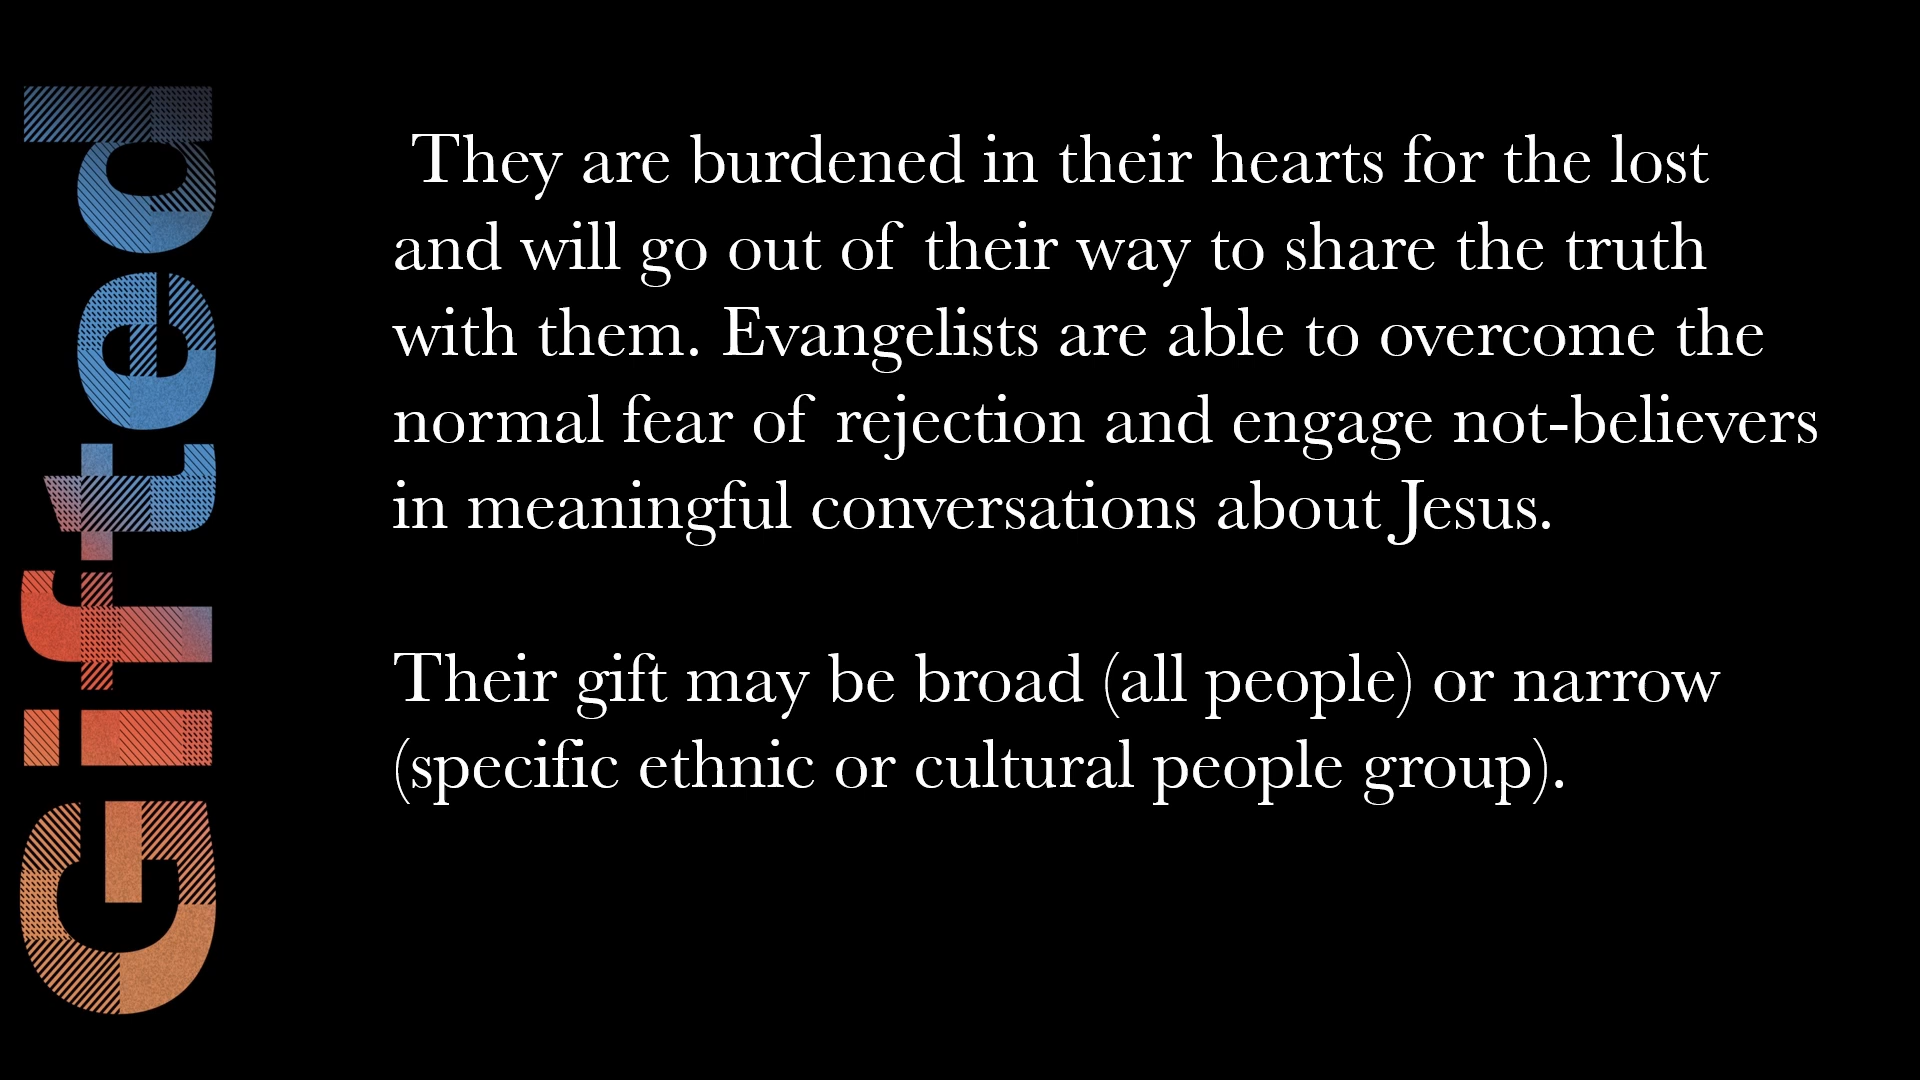 Gifted
They are burdened in their hearts for the lost
and will go out of their way to share the truth
with them. Evangelists are able to overcome the
normal fear of rejection and engage not-believers
in meaningful conversations about Jesus.
Their gift may be broad (all people) or narrow
(specific ethnic or cultural people group).